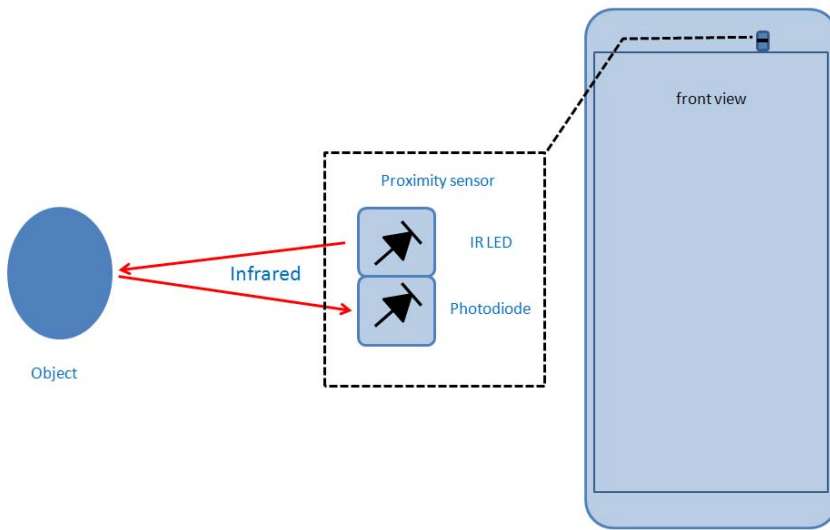 front view
Proximity sensor
IR LED
Infrared
Photodiode
Object